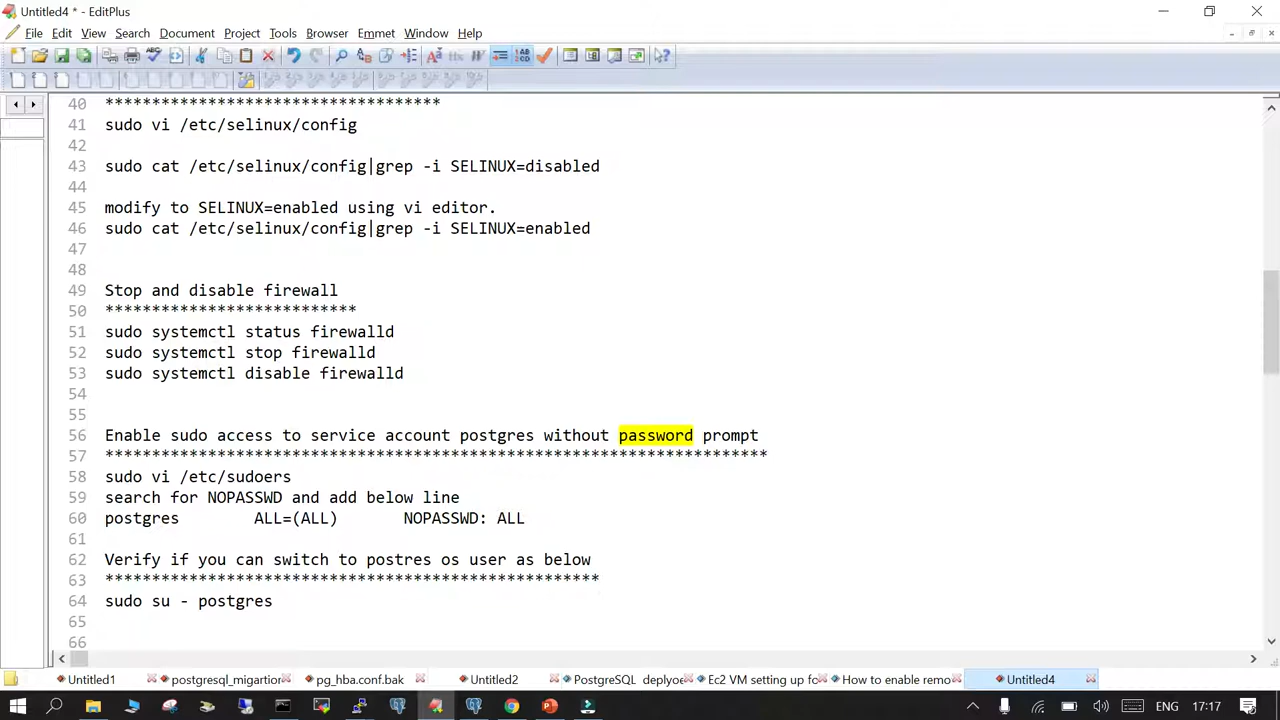 Untitled4 * - EditPlus
File Edit View Search Document Project Tools Browser Emmet Window Help
40 ************************************
41 sudo vi /etc/selinux/config
42
43 sudo cat /etc/selinux/config|grep -i SELINUX=disabled
44
45 modify to SELINUX=enabled using vi editor.
46 sudo cat /etc/selinux/config|grep -i SELINUX=enabled
47
48
49 Stop and disable firewall
50 ***************************
51 sudo systemctl status firewalld
52 sudo systemctl stop firewalld
53 sudo systemctl disable firewalld
54
55
56 Enable sudo access to service account postgres without password prompt
57 ***********************************************************************
58 sudo vi /etc/sudoers
59 search for NOPASSWD and add below line
60 postgres        ALL=(ALL)       NOPASSWD: ALL
61
62 Verify if you can switch to postres os user as below
63 *****************************************************
64 sudo su - postgres
65
66
Untitled1 postgresql_migartion pg_hba.conf.bak Untitled2 PostgreSQL deplyoe Ec2 VM setting up fo How to enable remo Untitled4
ENG 17:17